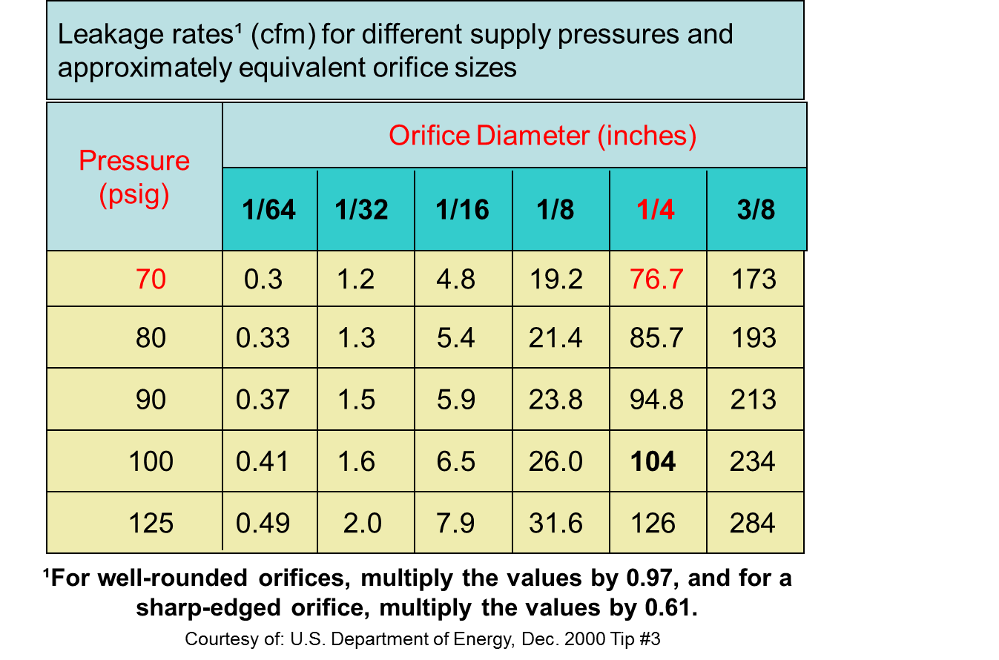 Leakage rates¹ (cfm) for different supply pressures and
approximately equivalent orifice sizes
Pressure
(psig)
Orifice Diameter (inches)
1/64 1/32 1/16 1/8 1/4 3/8
70 0.3 1.2 4.8 19.2 76.7 173
80 0.33 1.3 5.4 21.4 85.7 193
90 0.37 1.5 5.9 23.8 94.8 213
100 0.41 1.6 6.5 26.0 104 234
125 0.49 2.0 7.9 31.6 126 284
¹For well-rounded orifices, multiply the values by 0.97, and for a
sharp-edged orifice, multiply the values by 0.61.
Courtesy of: U.S. Department of Energy, Dec. 2000 Tip #3